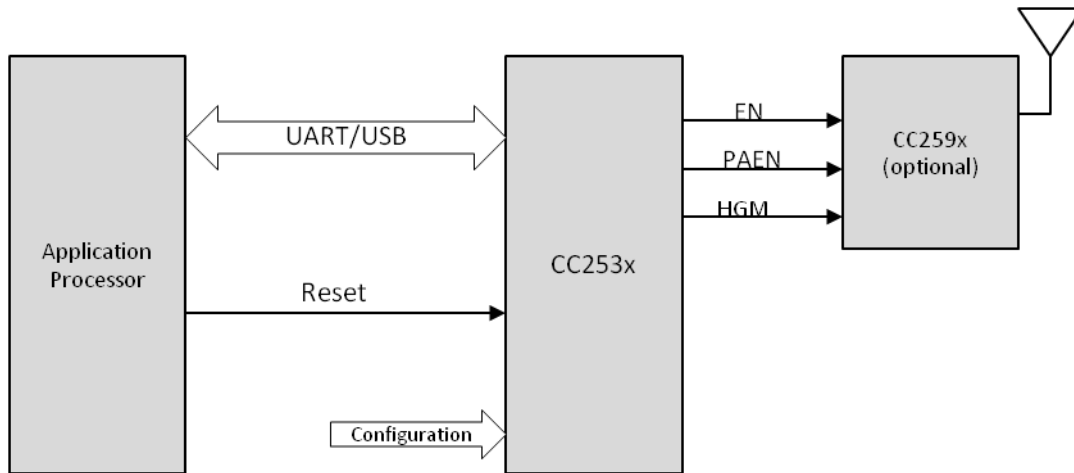 UART/USB
EN
PAEN
HGM
CC259x
(optional)
Application
Processor
CC253x
Reset
Configuration